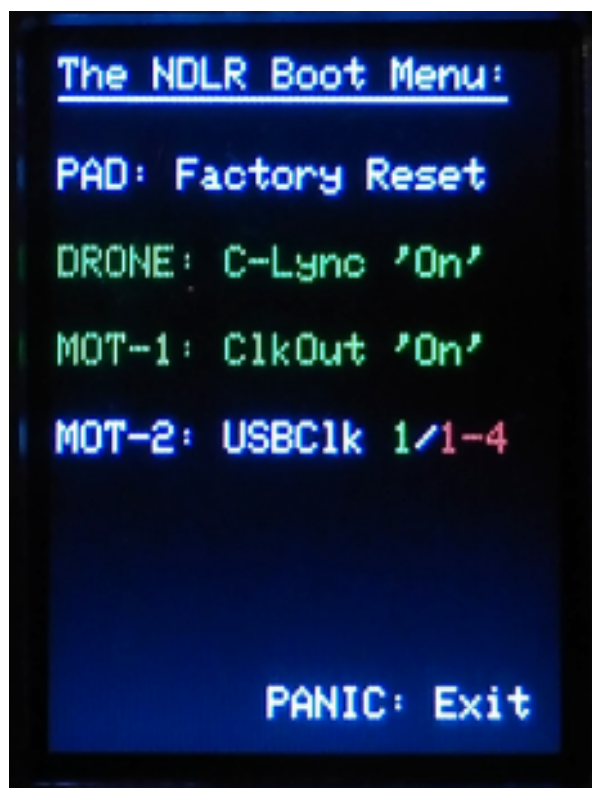 The NDLR Boot Menu:
PAD: Factory Reset
DRONE: C-Lync 'On'
MOT-1: ClkOut 'On'
MOT-2: USBClk 1/1-4
PANIC: Exit